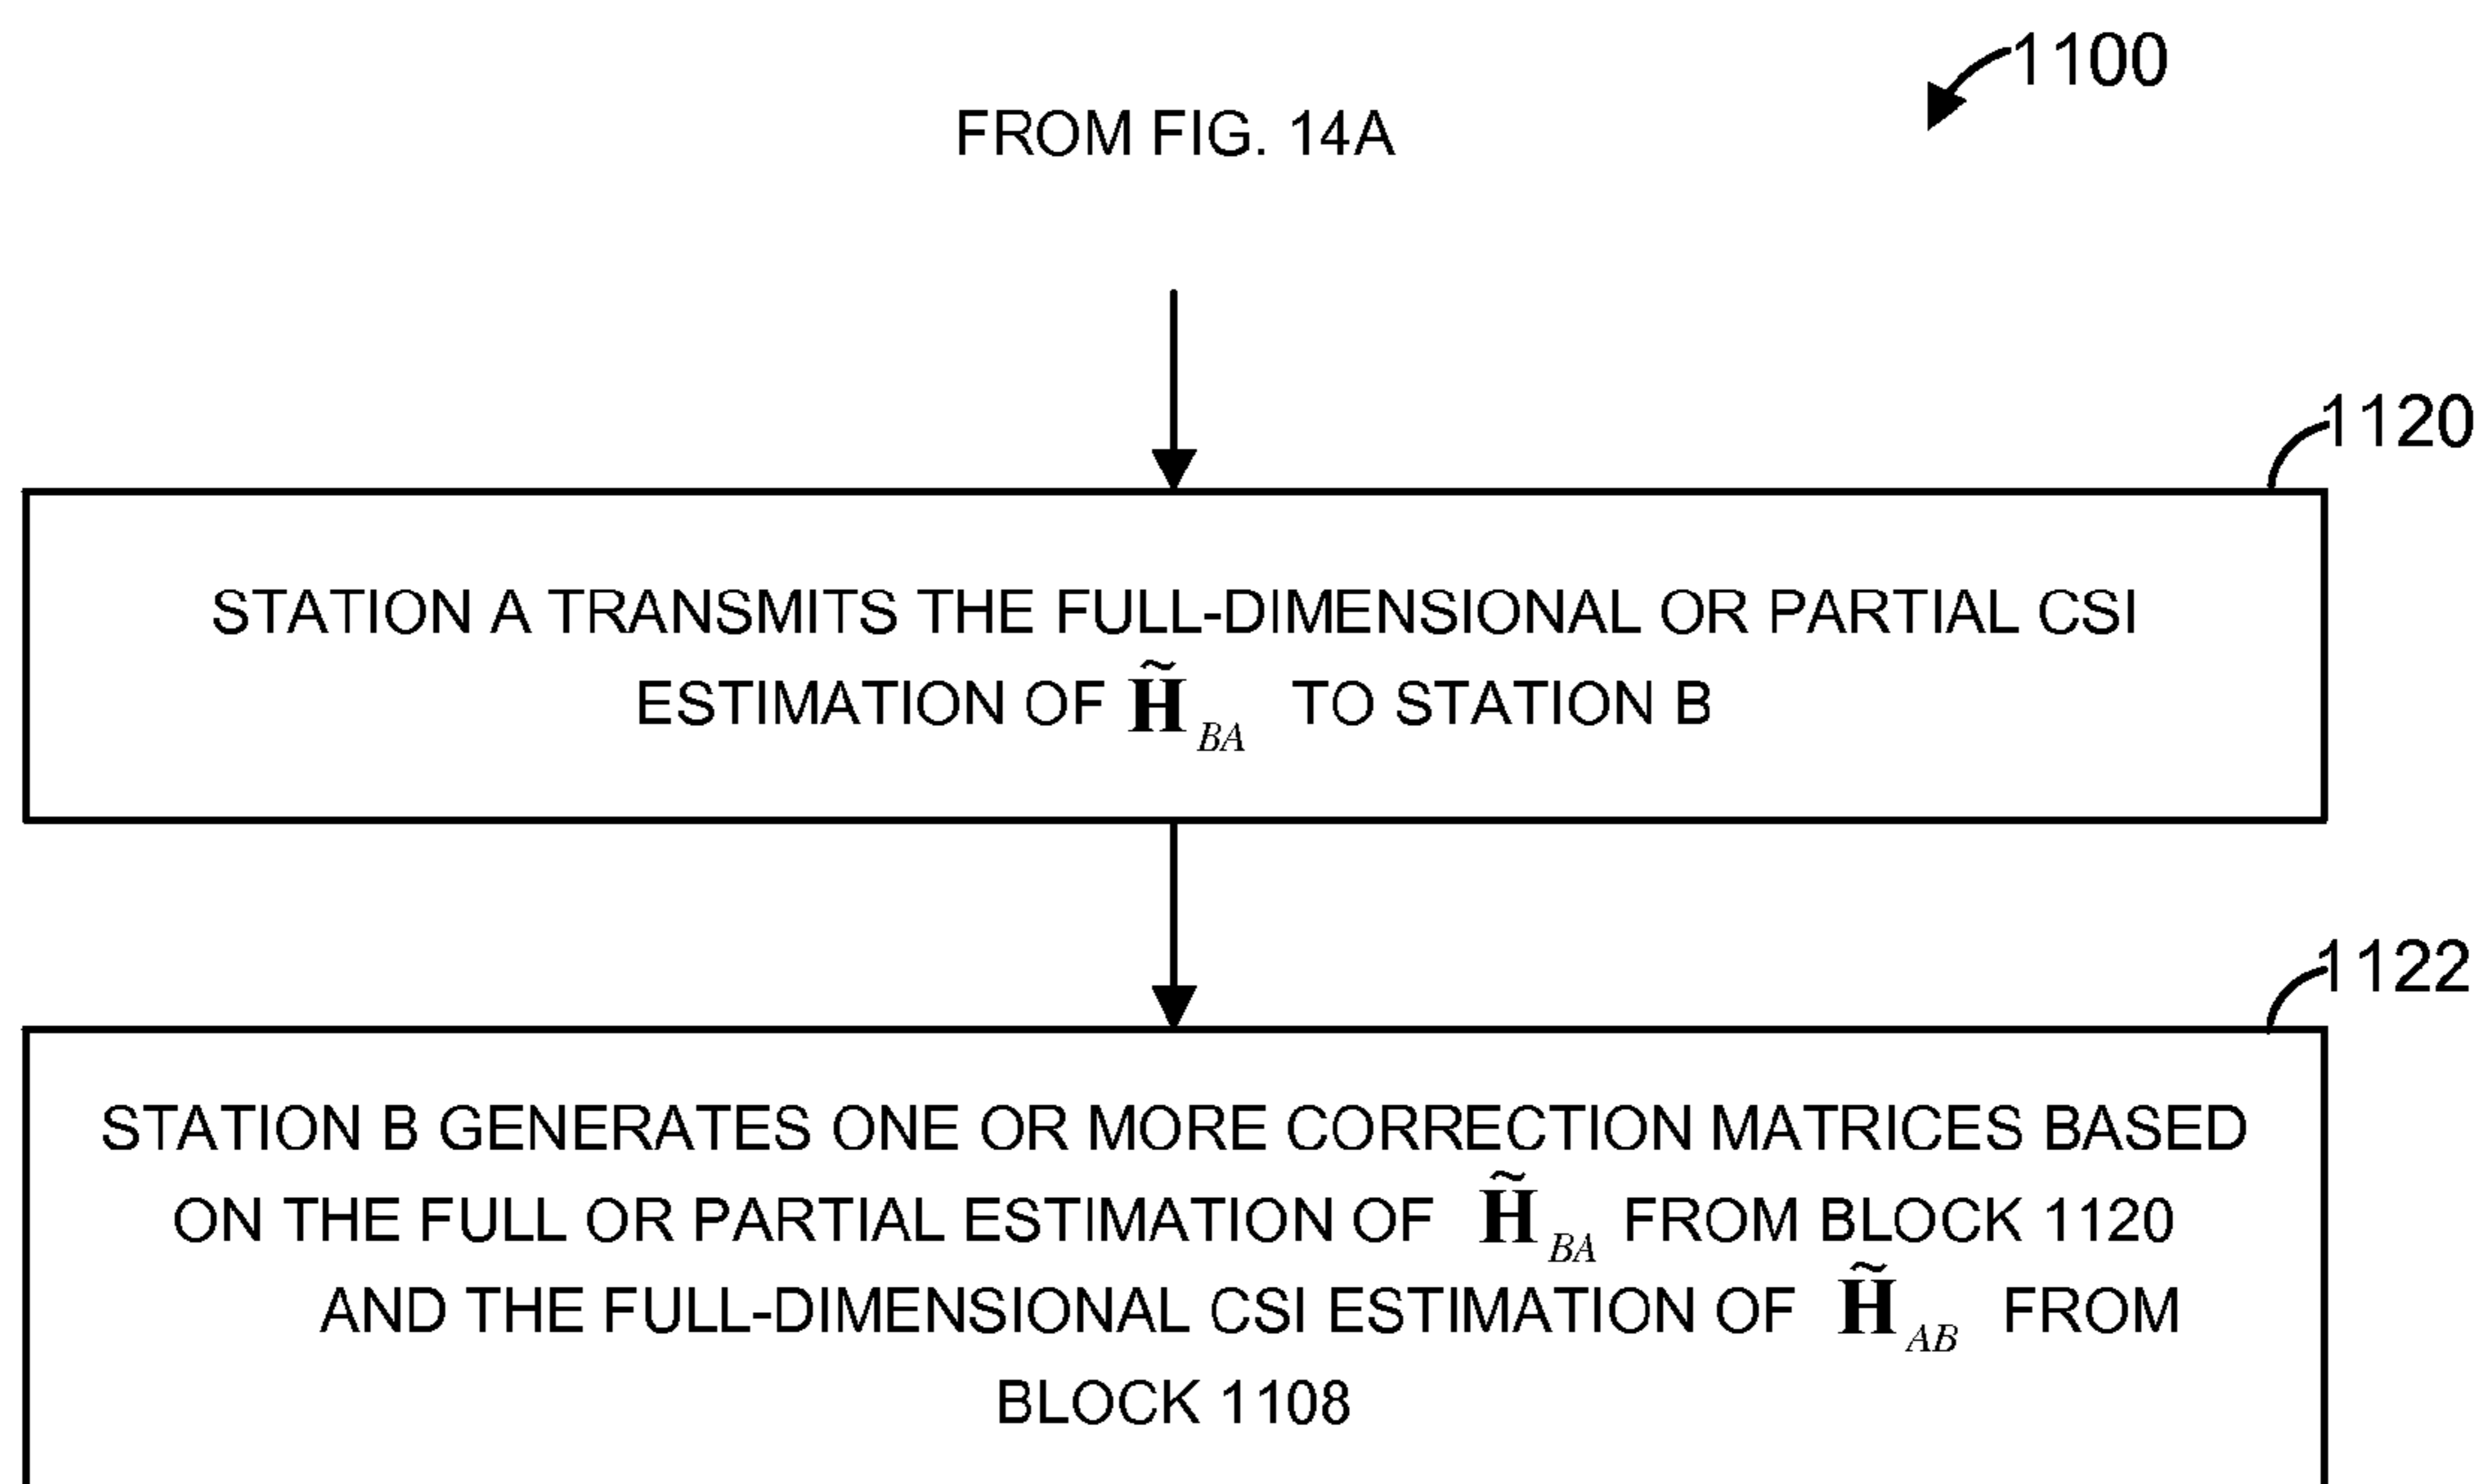 1100
FROM FIG. 14A
1120
STATION A TRANSMITS THE FULL-DIMENSIONAL OR PARTIAL CSI
ESTIMATION OF H̃ BA TO STATION B
1122
STATION B GENERATES ONE OR MORE CORRECTION MATRICES BASED
ON THE FULL OR PARTIAL ESTIMATION OF H̃ BA FROM BLOCK 1120
AND THE FULL-DIMENSIONAL CSI ESTIMATION OF H̃ AB FROM
BLOCK 1108